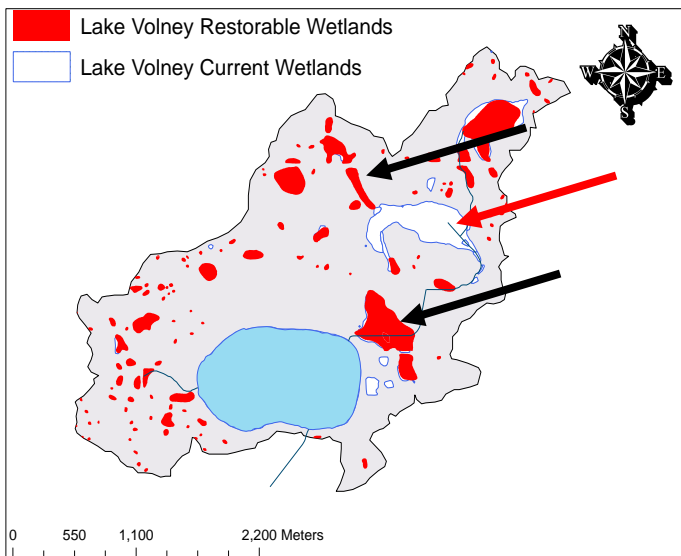 Lake Volney Restorable Wetlands
Lake Volney Current Wetlands
N
W E
S
0 550 1,100 2,200 Meters